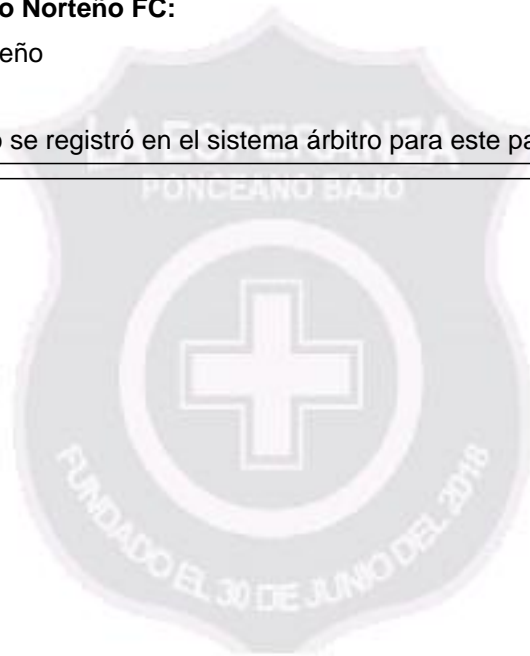 o Norteño FC:
eño
o se registró en el sistema árbitro para este pa
LA ESPERANZA
PONCEANO BAJO
FUNDADO EL 30 DE JUNIO DEL 2018